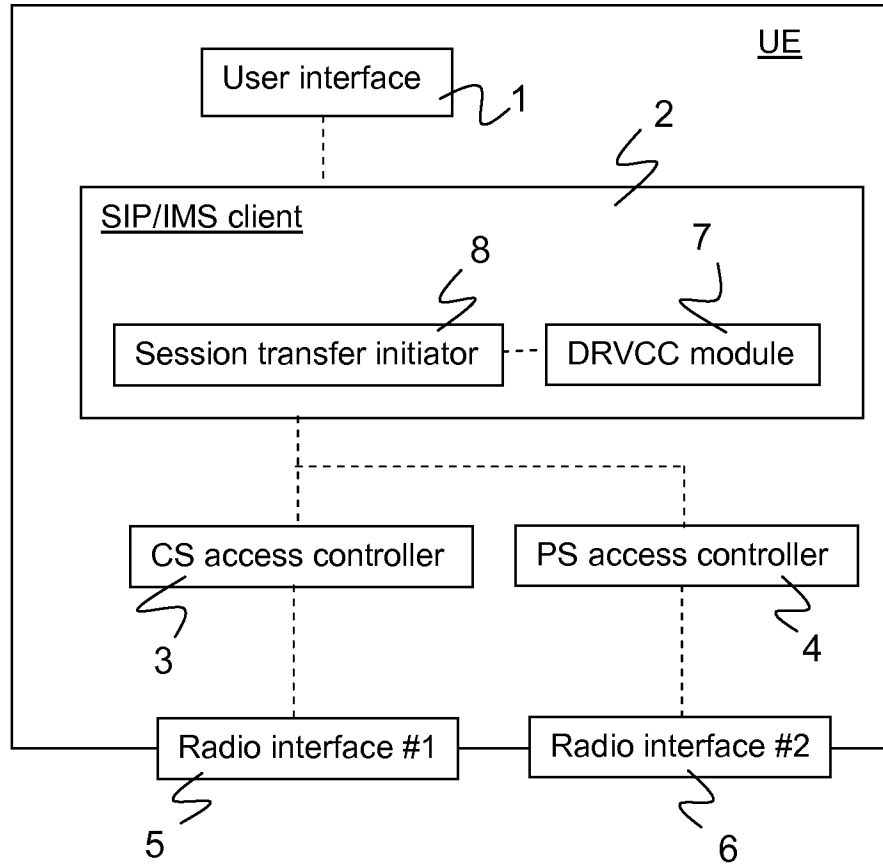 UE
User interface
1
2
SIP/IMS client
8
7
Session transfer initiator
DRVCC module
CS access controller
PS access controller
3
4
Radio interface #1
Radio interface #2
5
6